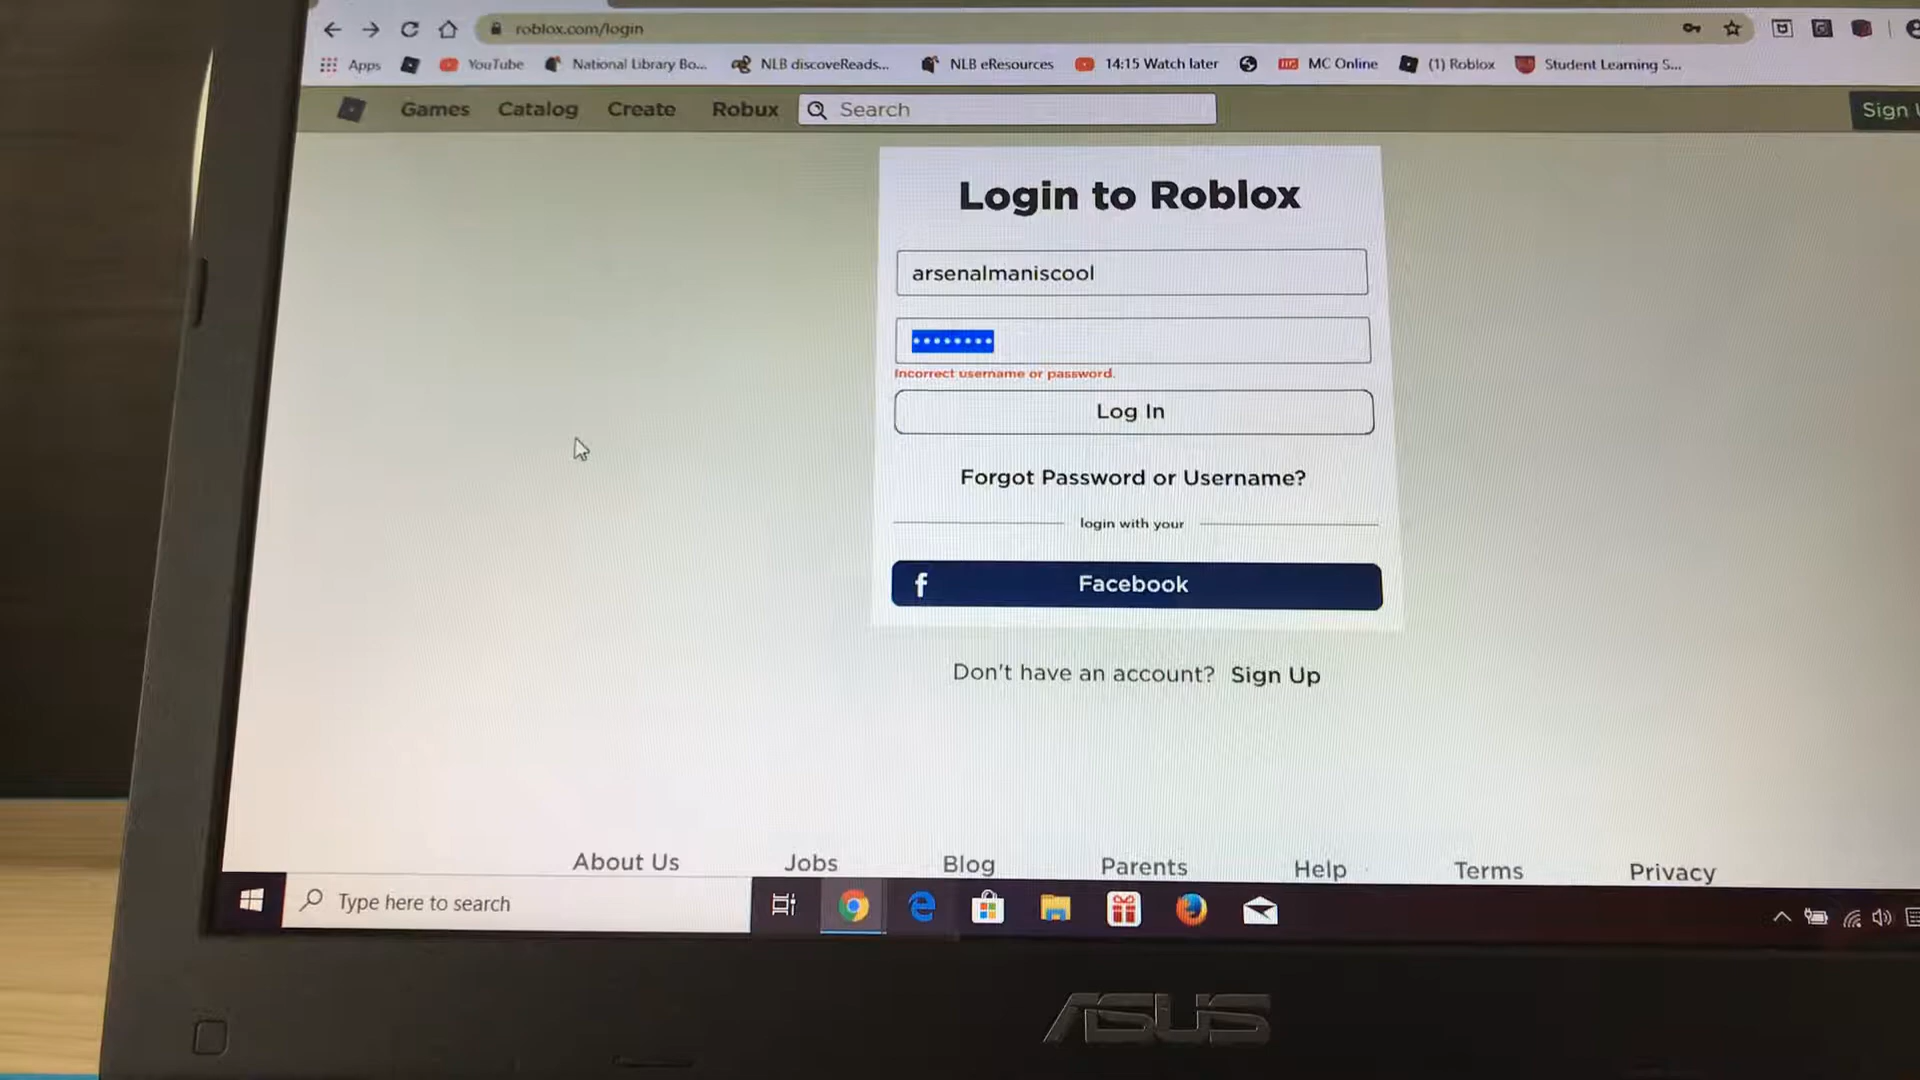 roblox.com/login
Apps YouTube National Library Bo... NLB discoveReads... NLB eResources 14:15 Watch later MC Online (1) Roblox Student Learning S...
Games Catalog Create Robux Search Sign
Login to Roblox
arsenalmaniscool
Incorrect username or password.
Log In
Forgot Password or Username?
login with your
f Facebook
Don't have an account? Sign Up
About Us Jobs Blog Parents Help Terms Privacy
Type here to search
ASUS